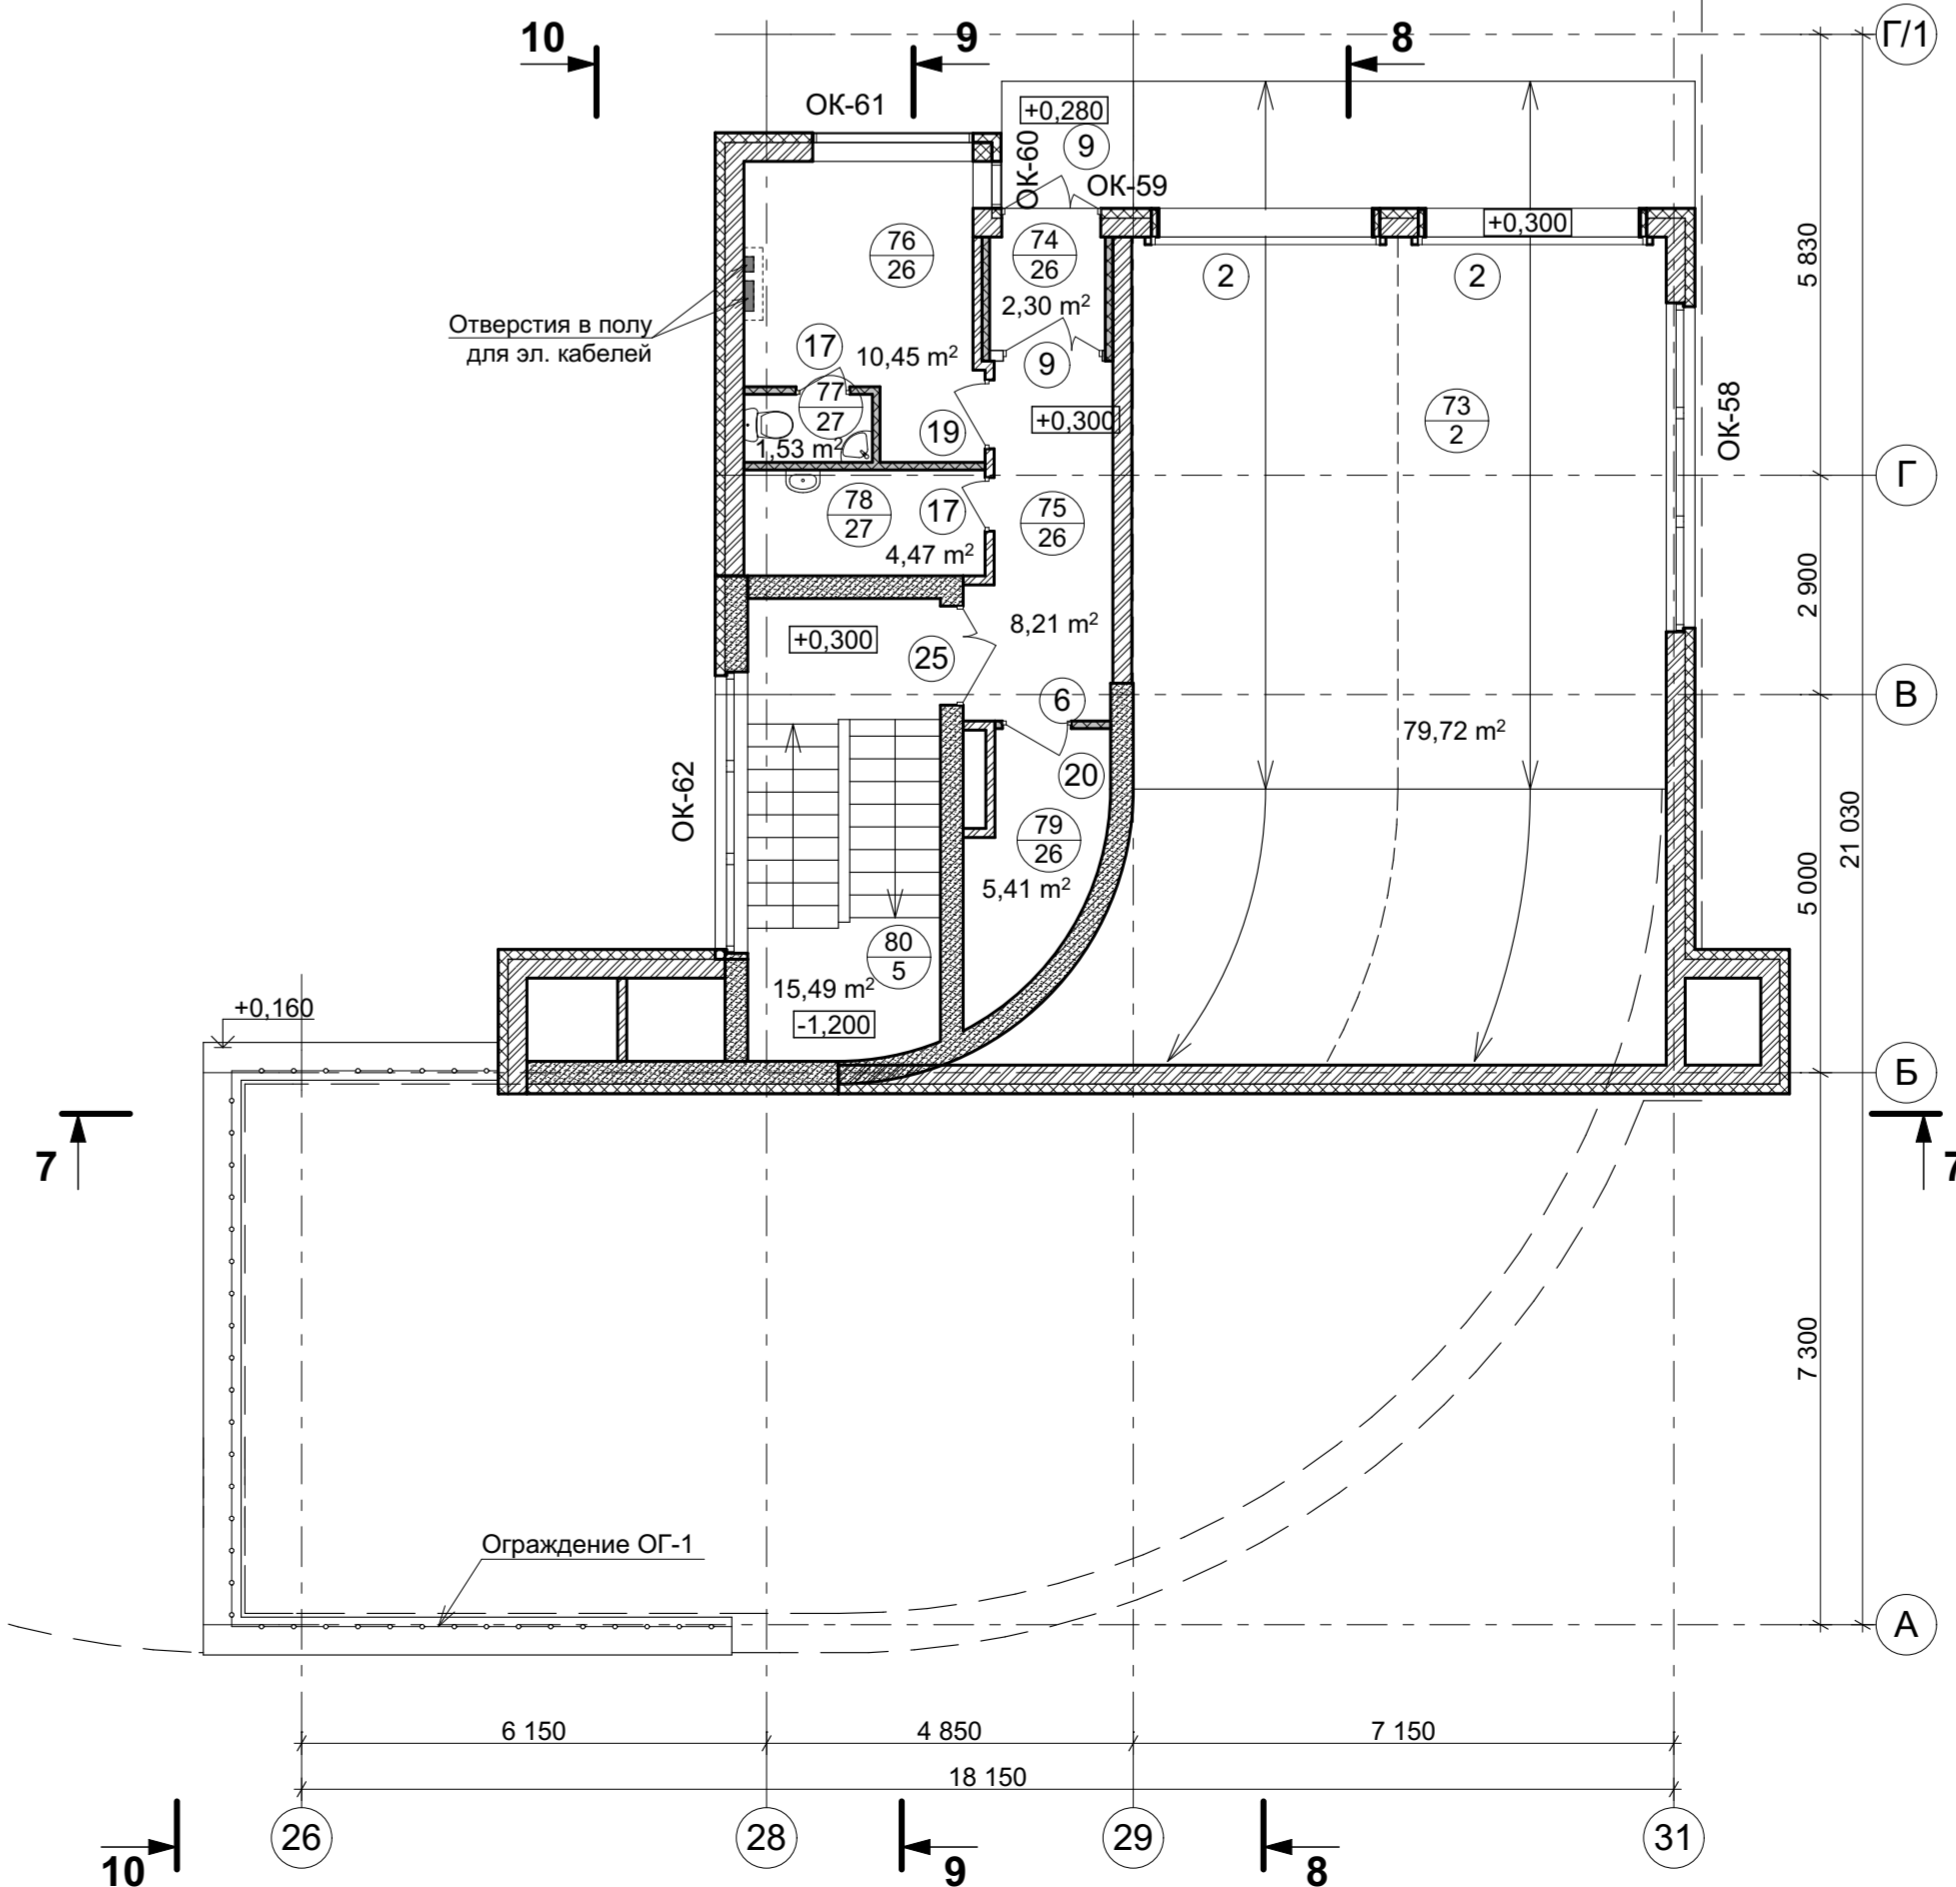 10
9
8
Г/1
ОК-61
+0,280
9
ОК-60
ОК-59
+0,300
76
26
74
26
2,30 m²
2
2
5 830
Отверстия в полу
для эл. кабелей
17
10,45 m²
9
77
27
1,53 m²
19
+0,300
73
2
ОК-58
Г
78
27
17
4,47 m²
75
26
2 900
+0,300
25
8,21 m²
6
В
79,72 m²
ОК-62
20
79
26
5,41 m²
5 000
21 030
80
5
15,49 m²
-1,200
+0,160
Б
7
7
7 300
Ограждение ОГ-1
А
6 150
4 850
7 150
18 150
26
28
29
31
10
9
8